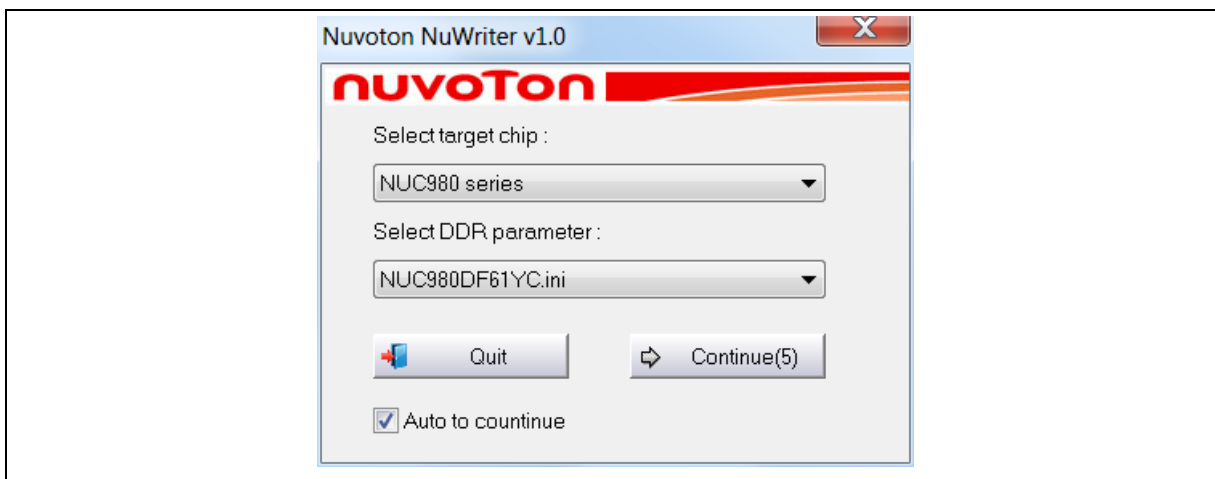 Nuvoton NuWriter v1.0
X
nuvoTon
Select target chip :
NUC980 series
Select DDR parameter :
NUC980DF61YC.ini
Quit Continue(5)
Auto to countinue